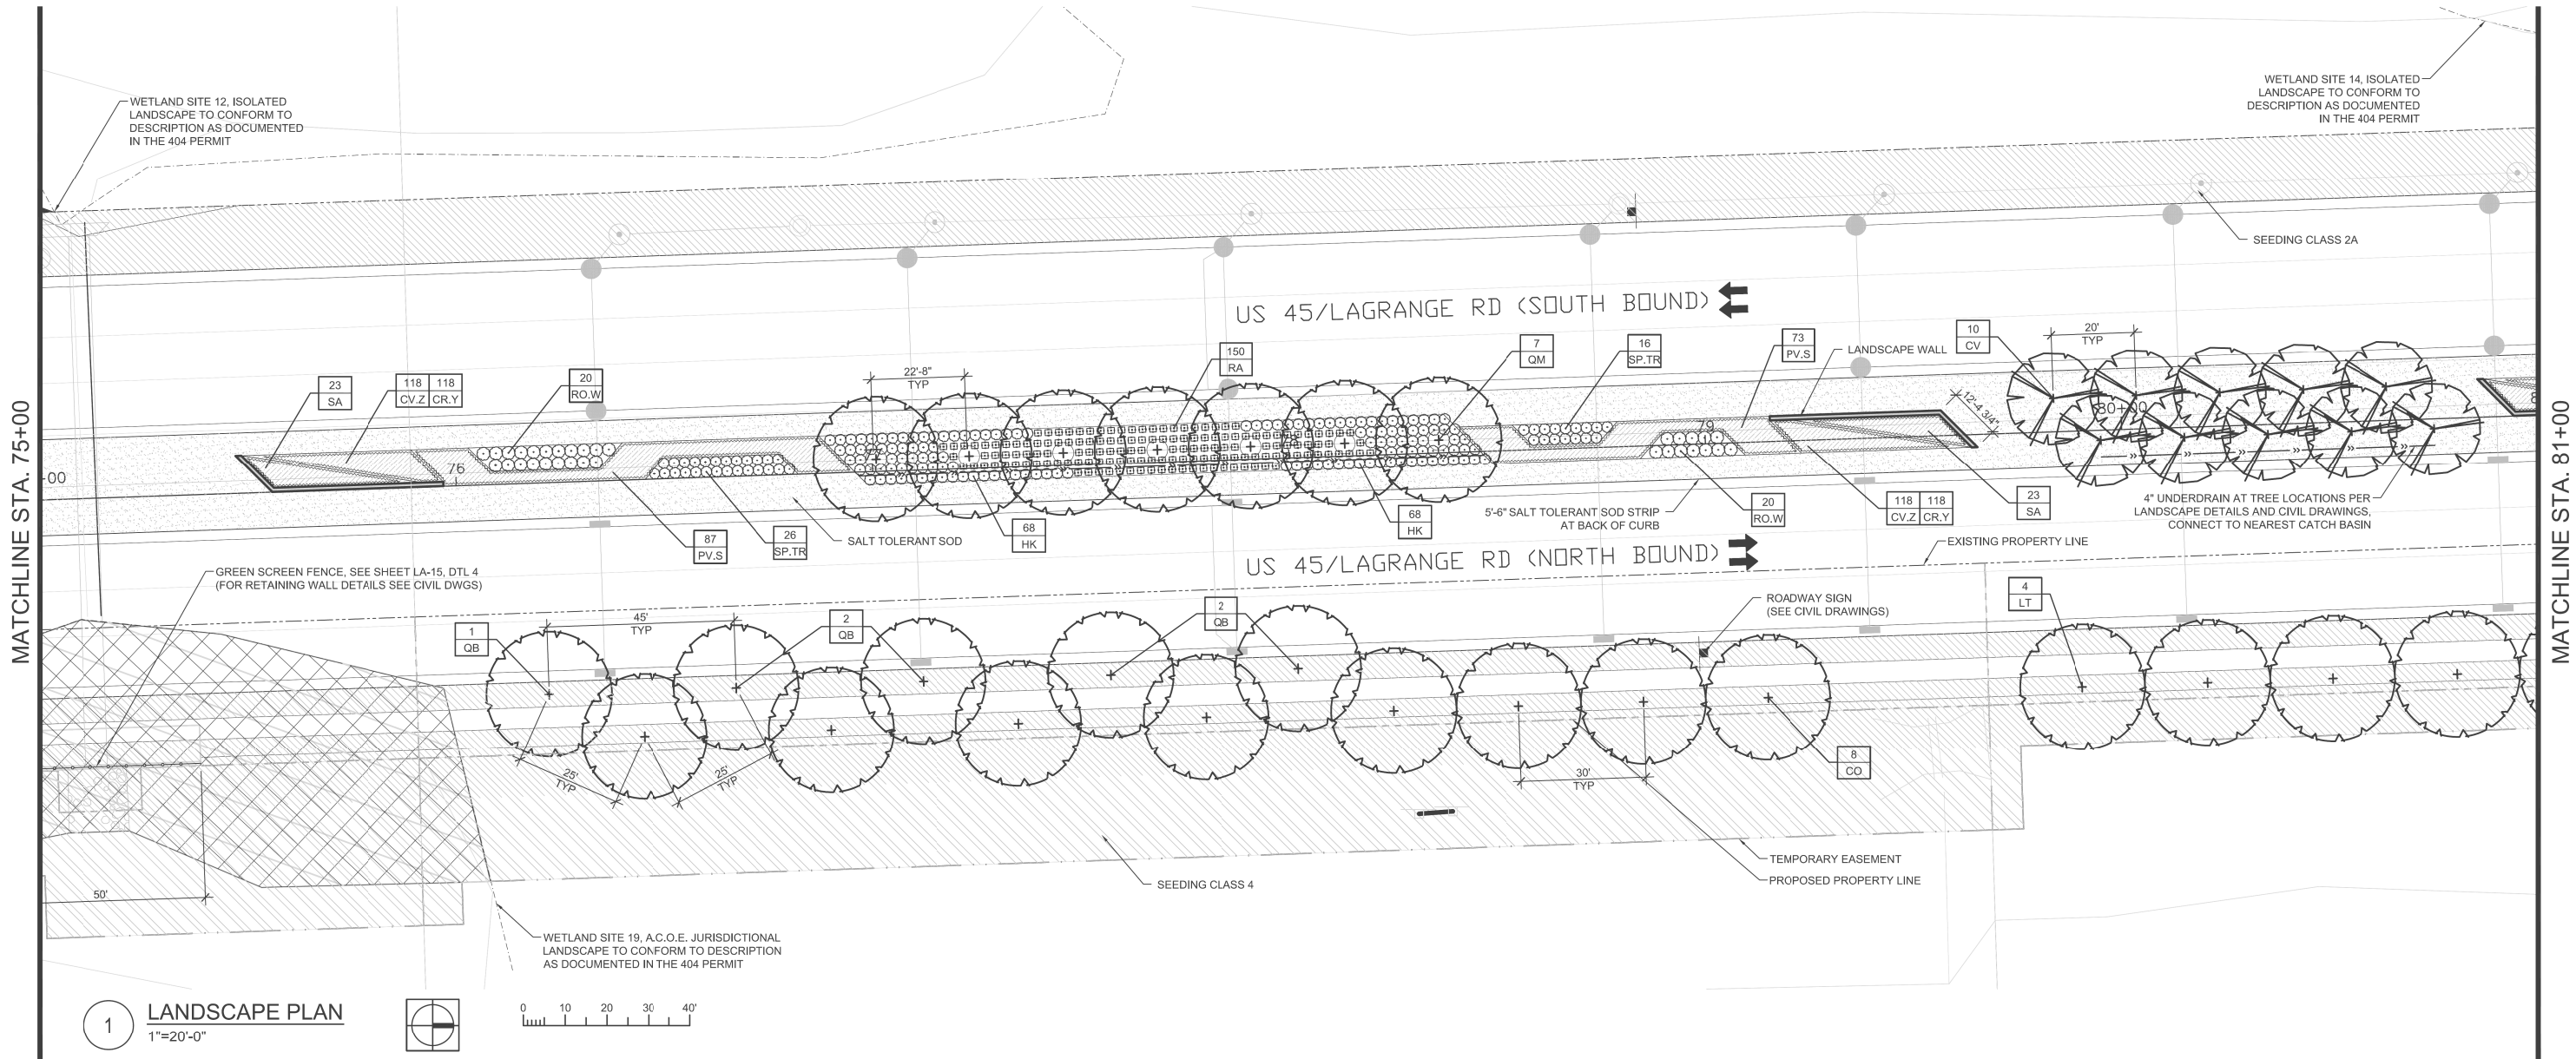 MATCHLINE STA. 75+00
WETLAND SITE 12, ISOLATED
LANDSCAPE TO CONFORM TO
DESCRIPTION AS DOCUMENTED
IN THE 404 PERMIT
WETLAND SITE 14, ISOLATED
LANDSCAPE TO CONFORM TO
DESCRIPTION AS DOCUMENTED
IN THE 404 PERMIT
SEEDING CLASS 2A
US 45/LAGRANGE RD (SOUTH BOUND)
23
SA
118 118
CV.Z CR.Y
20
RO.W
22'-8"
TYP
150
RA
7
QM
16
SP.TR
73
PV.S
LANDSCAPE WALL
10
CV
20'
TYP
12'-4 3/4"
80+00
-00
76
77
79
8
87
PV.S
26
SP.TR
SALT TOLERANT SOD
68
HK
68
HK
5'-6" SALT TOLERANT SOD STRIP
AT BACK OF CURB
20
RO.W
118 118
CV.Z CR.Y
23
SA
4" UNDERDRAIN AT TREE LOCATIONS PER
LANDSCAPE DETAILS AND CIVIL DRAWINGS,
CONNECT TO NEAREST CATCH BASIN
US 45/LAGRANGE RD (NORTH BOUND)
EXISTING PROPERTY LINE
GREEN SCREEN FENCE, SEE SHEET LA-15, DTL 4
(FOR RETAINING WALL DETAILS SEE CIVIL DWGS)
1
QB
45'
TYP
2
QB
2
QB
ROADWAY SIGN
(SEE CIVIL DRAWINGS)
4
LT
25'
TYP
25'
TYP
30'
TYP
8
CO
50'
SEEDING CLASS 4
TEMPORARY EASEMENT
PROPOSED PROPERTY LINE
WETLAND SITE 19, A.C.O.E. JURISDICTIONAL
LANDSCAPE TO CONFORM TO DESCRIPTION
AS DOCUMENTED IN THE 404 PERMIT
MATCHLINE STA. 81+00
1
LANDSCAPE PLAN
1"=20'-0"
0 10 20 30 40'